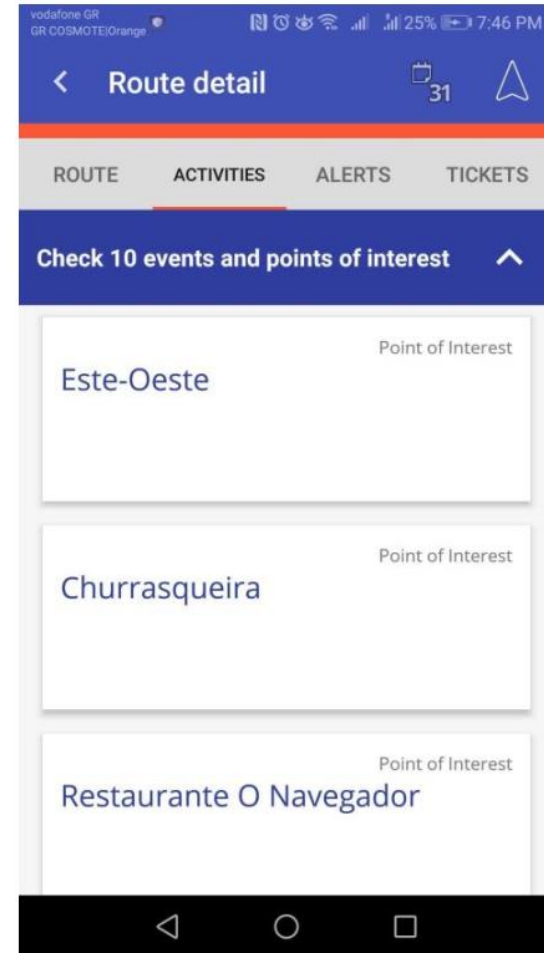 vodafone GR
GR COSMOTE|Orange
25% 7:46 PM
Route detail
31
ROUTE ACTIVITIES ALERTS TICKETS
Check 10 events and points of interest
Point of Interest
Este-Oeste
Point of Interest
Churrasqueira
Point of Interest
Restaurante O Navegador